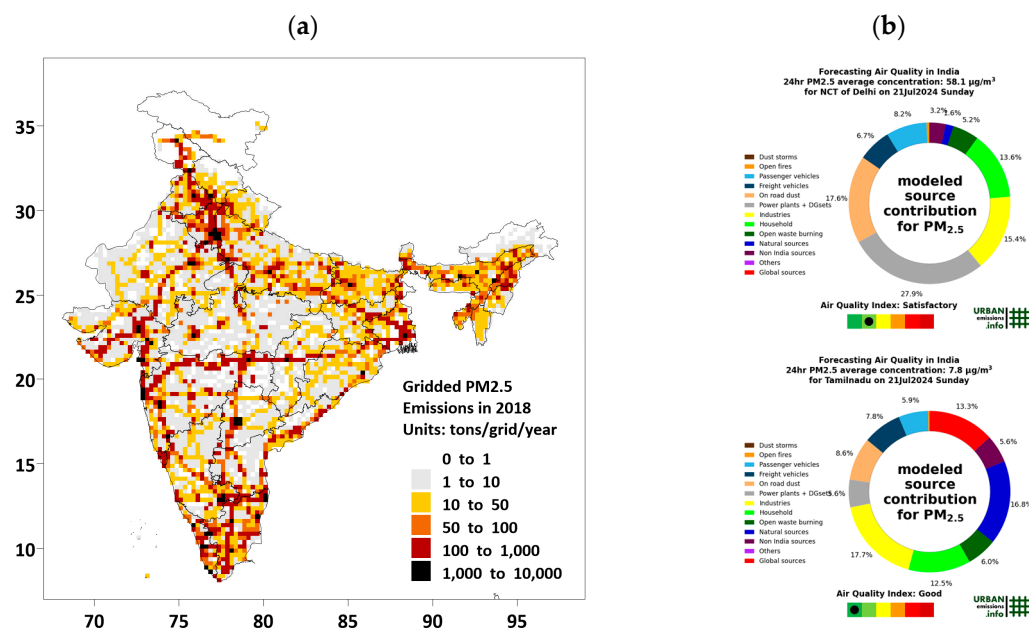 (a)
35
30
25
20
15
10
70
75
80
85
90
95
Gridded PM2.5
Emissions in 2018
Units: tons/grid/year
0 to 1
1 to 10
10 to 50
50 to 100
100 to 1,000
1,000 to 10,000
(b)
Forecasting Air Quality in India
24hr PM2.5 average concentration: 58.1 μg/m³
for NCT of Delhi on 21Jul2024 Sunday
Dust storms
Open fires
Passenger vehicles
Freight vehicles
On road dust
Power plants + DGsets
Industries
Household
Open waste burning
Natural sources
Non India sources
Others
Global sources
8.2%
3.2%
1.6%
5.2%
6.7%
13.6%
17.6%
15.4%
27.9%
modeled
source
contribution
for PM2.5
Air Quality Index: Satisfactory
URBAN
emissions
.info
Forecasting Air Quality in India
24hr PM2.5 average concentration: 7.8 μg/m³
for Tamilnadu on 21Jul2024 Sunday
Dust storms
Open fires
Passenger vehicles
Freight vehicles
On road dust
Power plants + DGsets
Industries
Household
Open waste burning
Natural sources
Non India sources
Others
Global sources
5.9%
13.3%
7.8%
5.6%
8.6%
16.8%
5.6%
6.0%
17.7%
12.5%
modeled
source
contribution
for PM2.5
Air Quality Index: Good
URBAN
emissions
.info